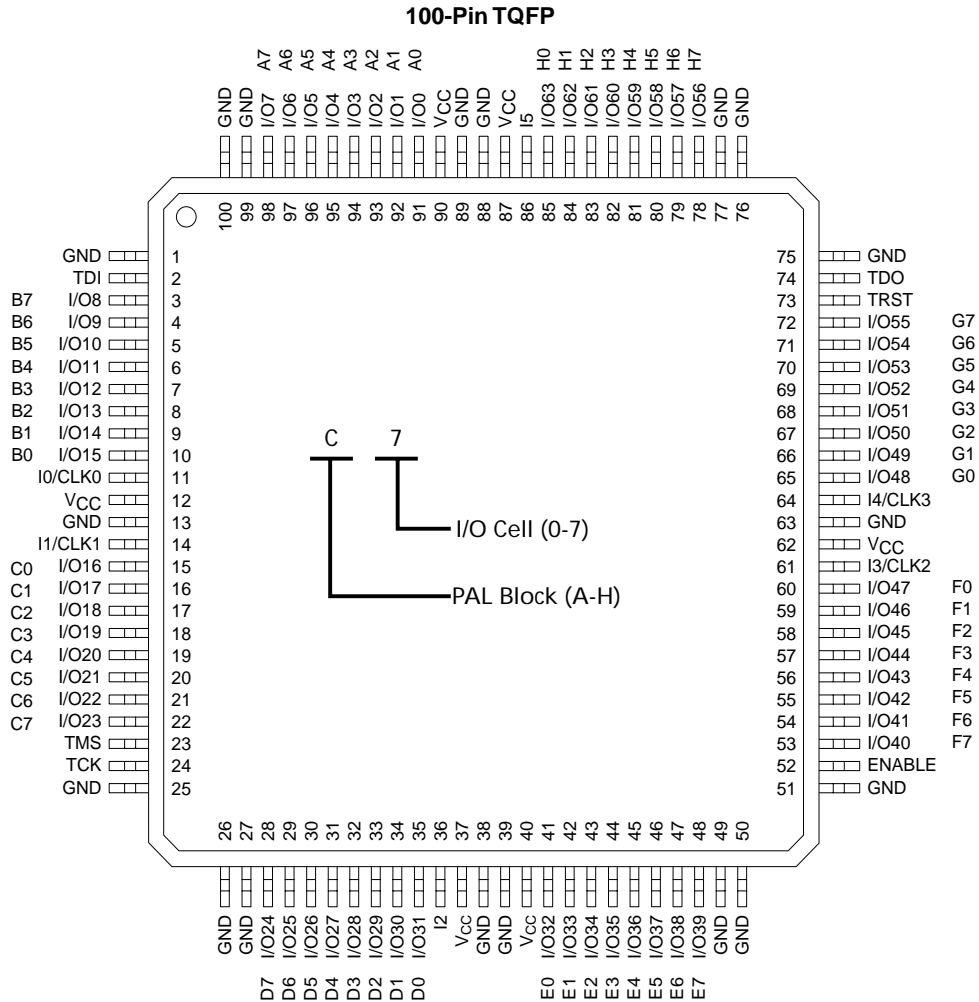 100-Pin TQFP
A7 A6 A5 A4 A3 A2 A1 A0 H0 H1 H2 H3 H4 H5 H6 H7
GND GND I/O7 I/O6 I/O5 I/O4 I/O3 I/O2 I/O1 I/O0 VCC GND GND VCC I5 I/O63 I/O62 I/O61 I/O60 I/O59 I/O58 I/O57 I/O56 GND GND
100 99 98 97 96 95 94 93 92 91 90 89 88 87 86 85 84 83 82 81 80 79 78 77 76
GND 1 75 GND
TDI 2 74 TDO
B7 I/O8 3 73 TRST
B6 I/O9 4 72 I/O55 G7
B5 I/O10 5 71 I/O54 G6
B4 I/O11 6 70 I/O53 G5
B3 I/O12 7 69 I/O52 G4
B2 I/O13 8 68 I/O51 G3
B1 I/O14 9 67 I/O50 G2
B0 I/O15 10 C 7 66 I/O49 G1
I0/CLK0 11 65 I/O48 G0
VCC 12 64 I4/CLK3
GND 13 I/O Cell (0-7) 63 GND
I1/CLK1 14 62 VCC
C0 I/O16 15 61 I3/CLK2
C1 I/O17 16 PAL Block (A-H) 60 I/O47 F0
C2 I/O18 17 59 I/O46 F1
C3 I/O19 18 58 I/O45 F2
C4 I/O20 19 57 I/O44 F3
C5 I/O21 20 56 I/O43 F4
C6 I/O22 21 55 I/O42 F5
C7 I/O23 22 54 I/O41 F6
TMS 23 53 I/O40 F7
TCK 24 52 ENABLE
GND 25 51 GND
26 27 28 29 30 31 32 33 34 35 36 37 38 39 40 41 42 43 44 45 46 47 48 49 50
GND GND I/O24 I/O25 I/O26 I/O27 I/O28 I/O29 I/O30 I/O31 I2 VCC GND GND VCC I/O32 I/O33 I/O34 I/O35 I/O36 I/O37 I/O38 I/O39 GND GND
D7 D6 D5 D4 D3 D2 D1 D0 E0 E1 E2 E3 E4 E5 E6 E7